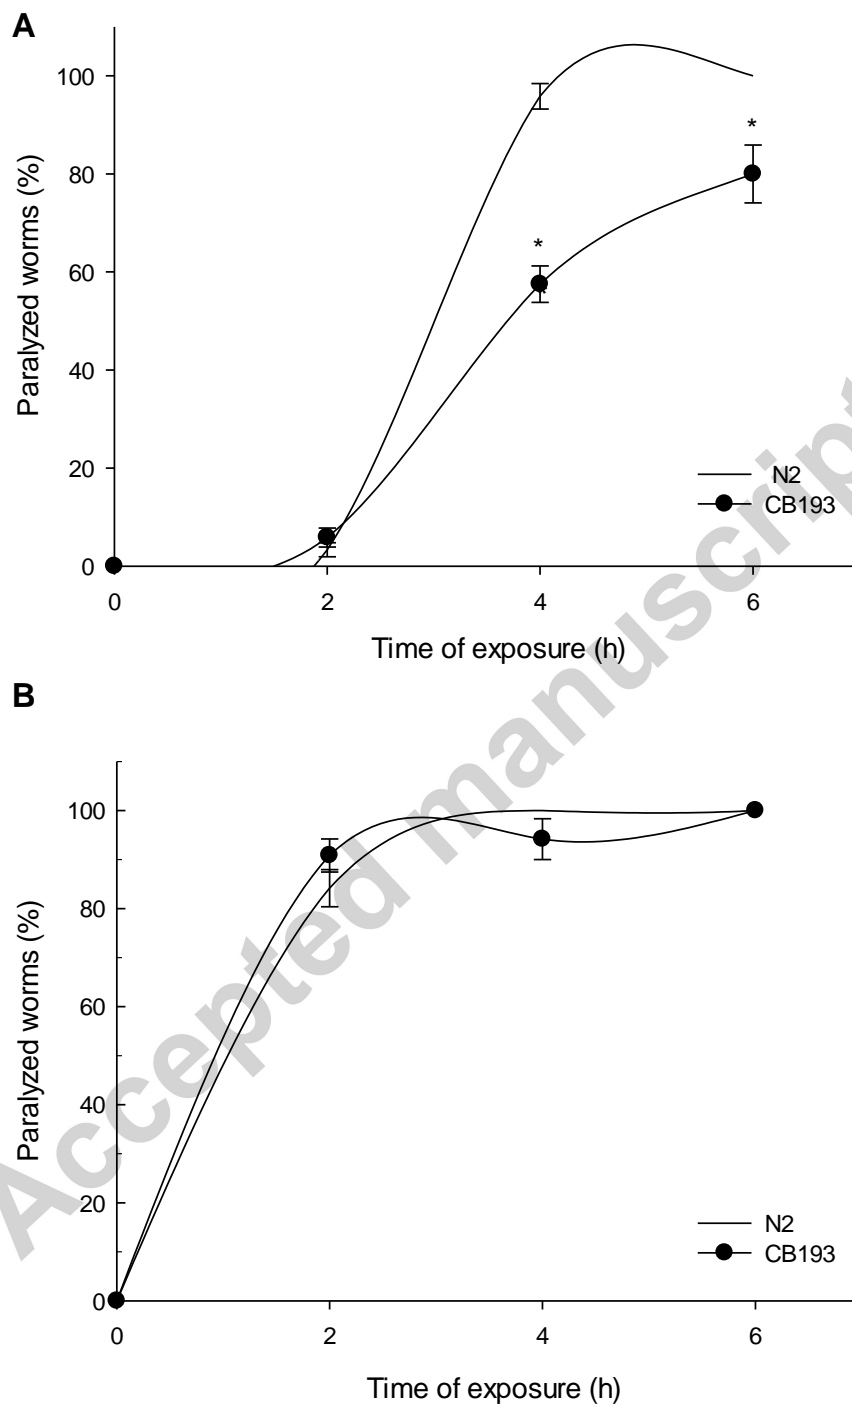 A
100
80
60
40
20
0
Paralyzed worms (%)
*
*
N2
CB193
0 2 4 6
Time of exposure (h)
B
100
80
60
40
20
0
Paralyzed worms (%)
N2
CB193
0 2 4 6
Time of exposure (h)
Accepted manuscript